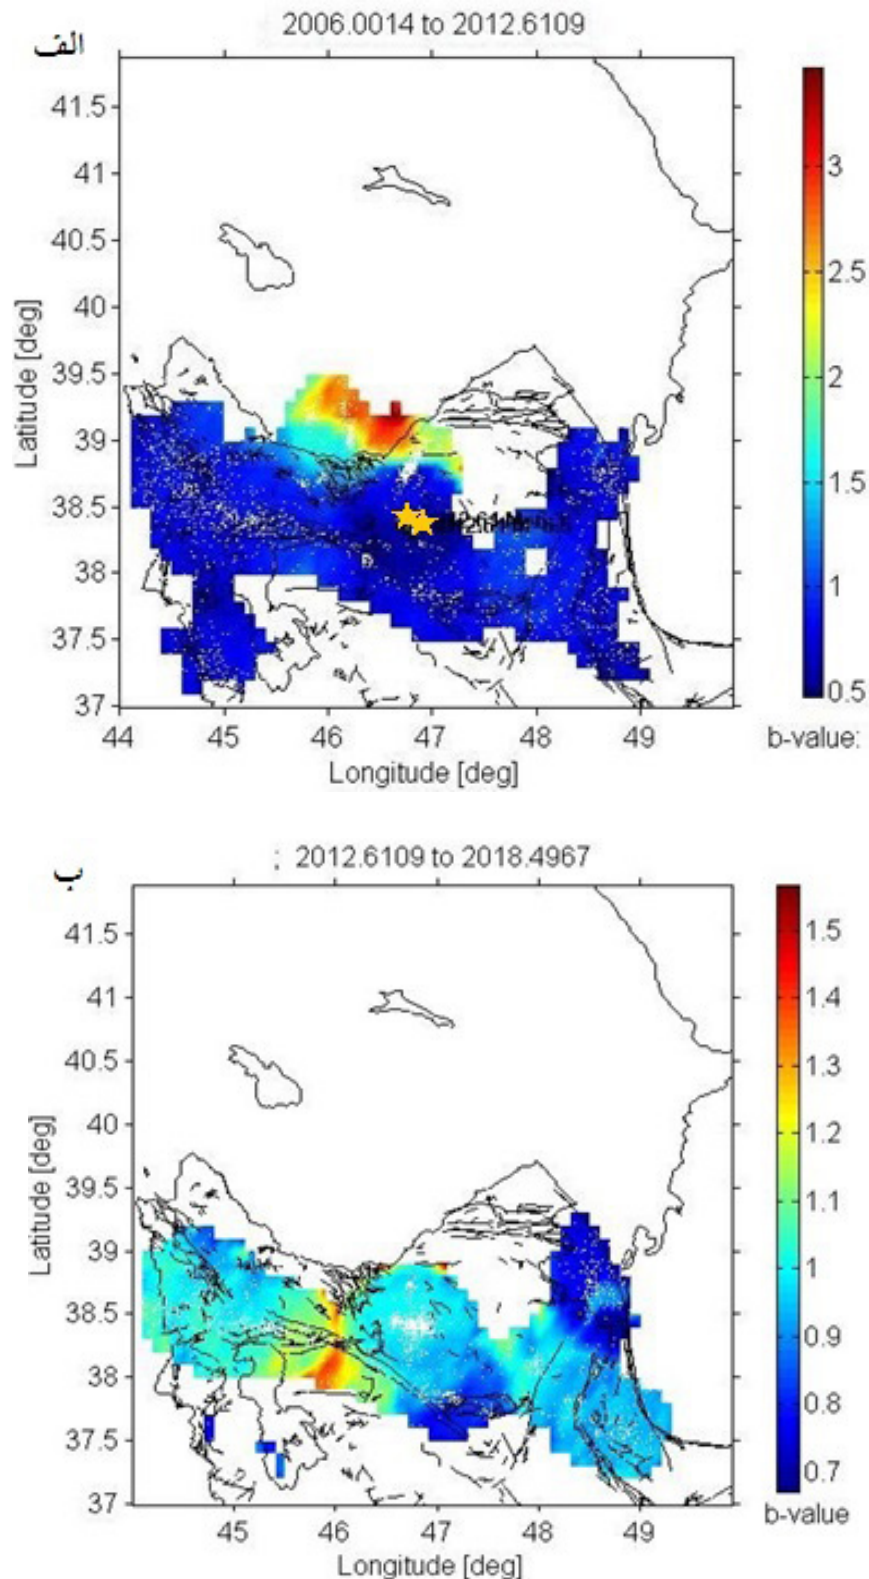 2006.0014 to 2012.6109
الف
41.5
41
40.5
40
39.5
39
38.5
38
37.5
37
44 45 46 47 48 49
Latitude [deg]
Longitude [deg]
3
2.5
2
1.5
1
0.5
b-value:
; 2012.6109 to 2018.4967
ب
41.5
41
40.5
40
39.5
39
38.5
38
37.5
37
45 46 47 48 49
Latitude [deg]
Longitude [deg]
1.5
1.4
1.3
1.2
1.1
1
0.9
0.8
0.7
b-value